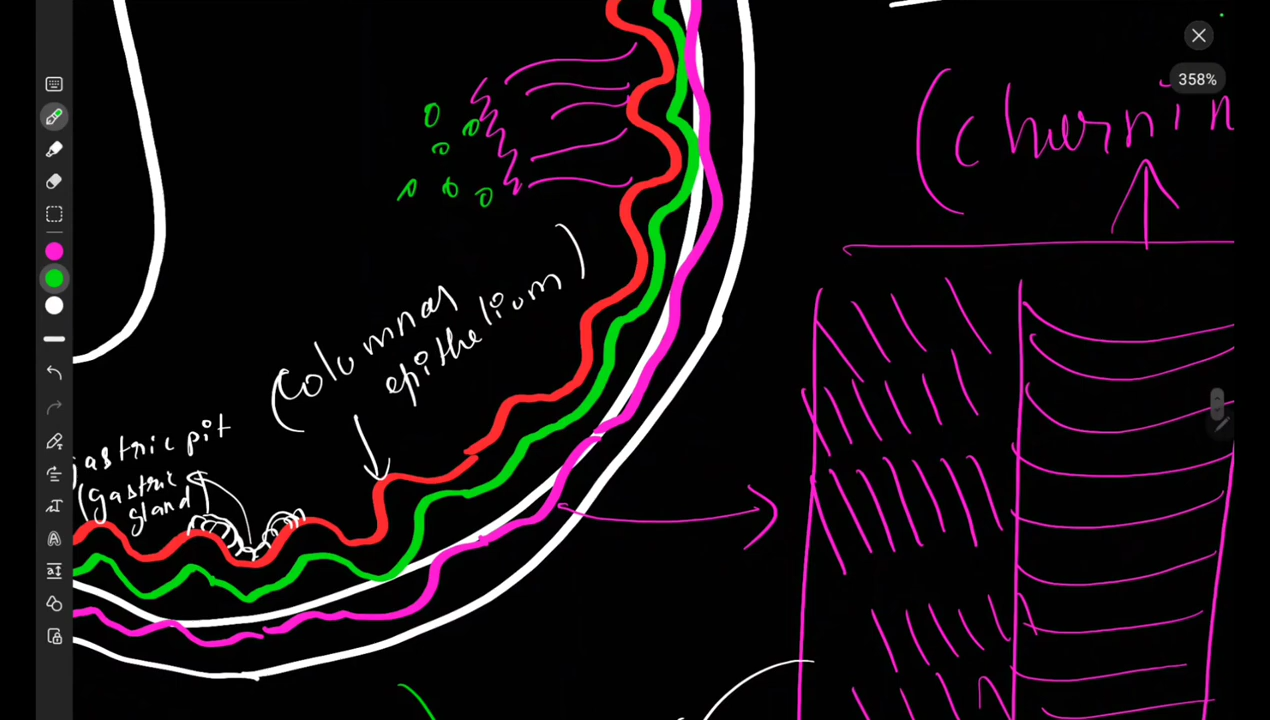 358%
(churnin
(columnar
epithelium)
gastric pit
(gastric
gland)